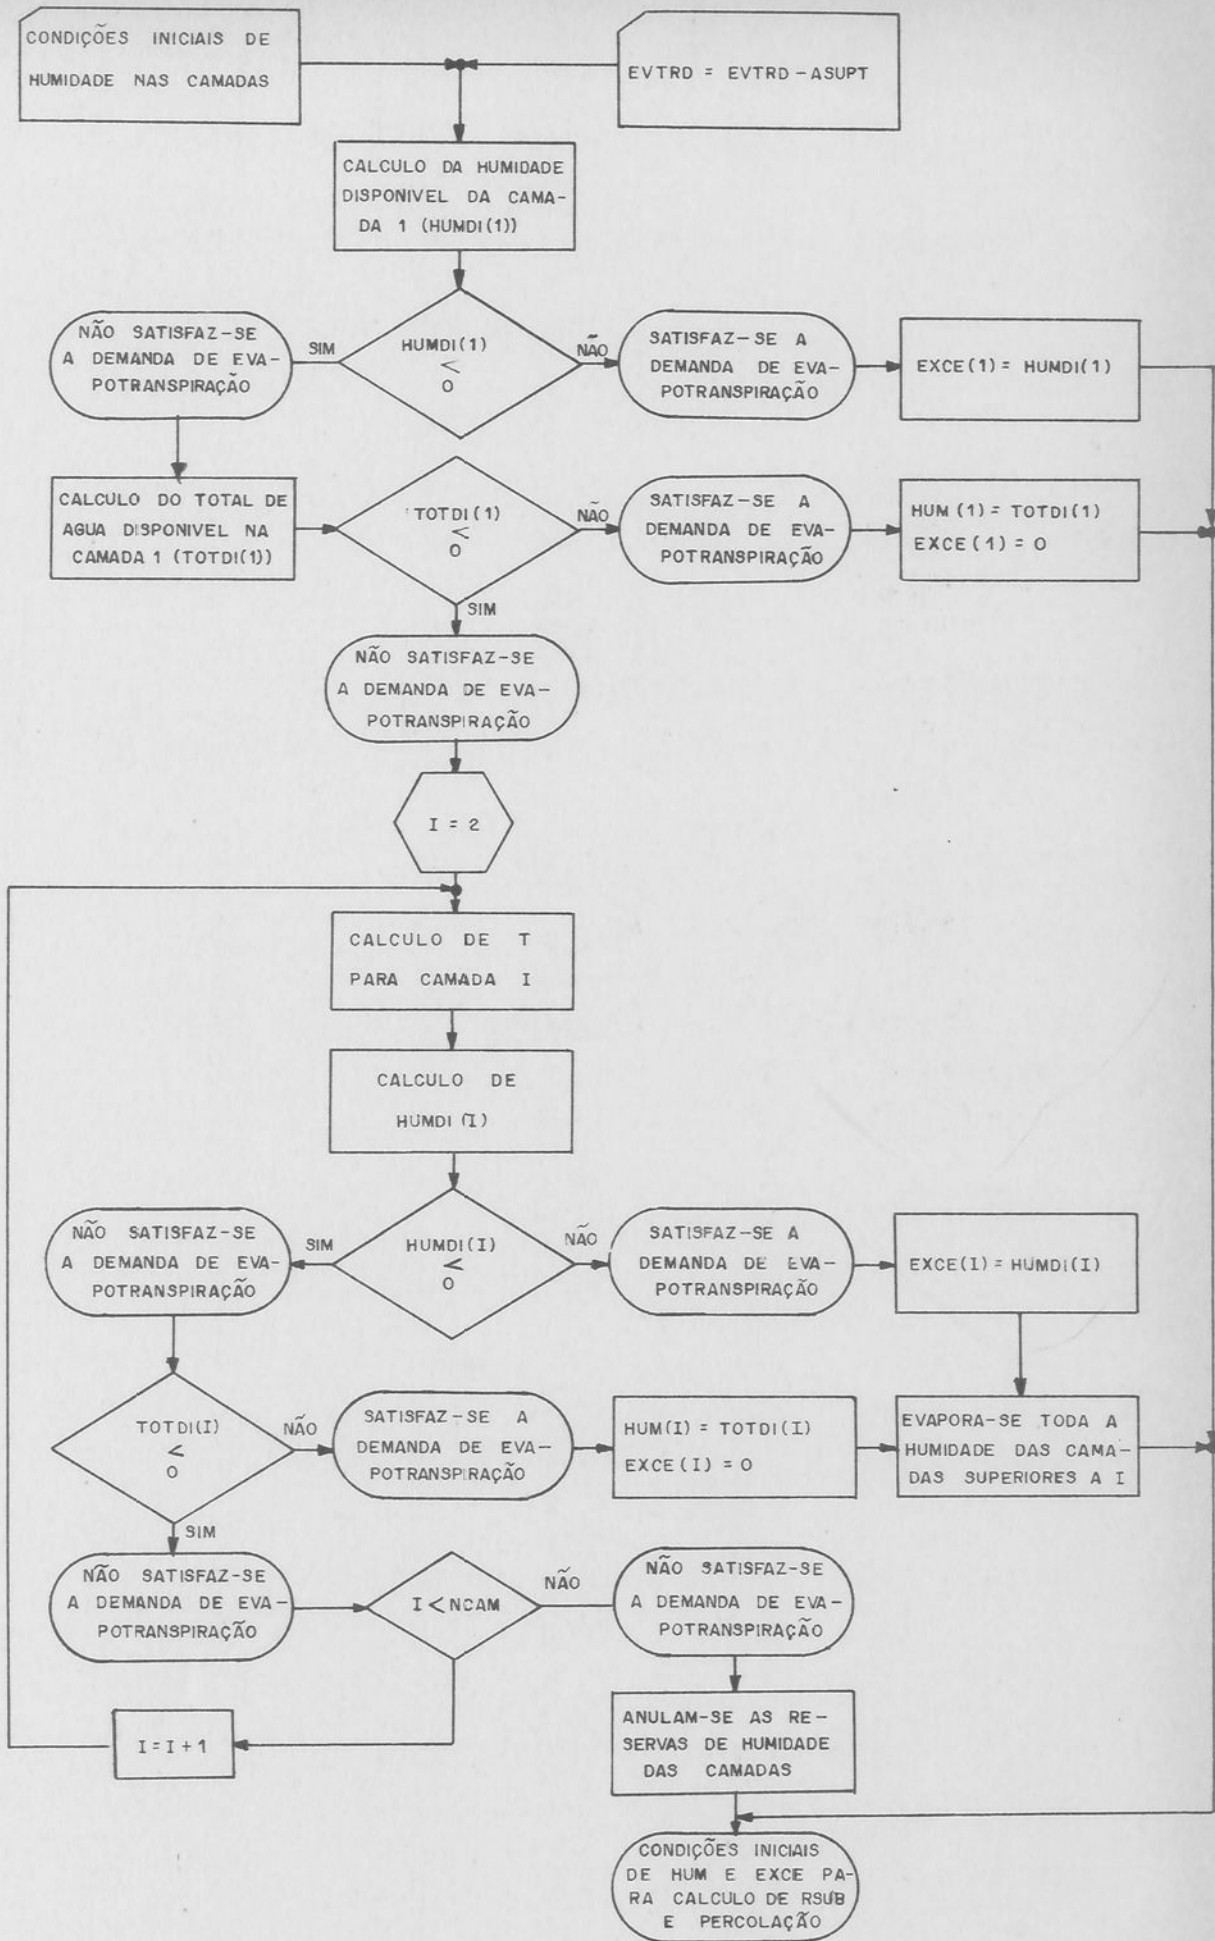 CONDIÇÕES INICIAIS DE
HUMIDADE NAS CAMADAS
EVTRD = EVTRD - ASUPT
CALCULO DA HUMIDADE
DISPONIVEL DA CAMA-
DA 1 (HUMDI(1))
NÃO SATISFAZ-SE
A DEMANDA DE EVA-
POTRANSPIRAÇÃO
SIM
HUMDI(1)
<
0
NÃO
SATISFAZ-SE A
DEMANDA DE EVA-
POTRANSPIRAÇÃO
EXCE(1) = HUMDI(1)
CALCULO DO TOTAL DE
AGUA DISPONIVEL NA
CAMADA 1 (TOTDI(1))
TOTDI(1)
<
0
NÃO
SATISFAZ-SE A
DEMANDA DE EVA-
POTRANSPIRAÇÃO
HUM (1) = TOTDI(1)
EXCE(1) = 0
SIM
NÃO SATISFAZ-SE
A DEMANDA DE EVA-
POTRANSPIRAÇÃO
I = 2
CALCULO DE T
PARA CAMADA I
CALCULO DE
HUMDI (I)
NÃO SATISFAZ-SE
A DEMANDA DE EVA-
POTRANSPIRAÇÃO
SIM
HUMDI(I)
<
0
NÃO
SATISFAZ-SE A
DEMANDA DE EVA-
POTRANSPIRAÇÃO
EXCE(I) = HUMDI(I)
TOTDI(I)
<
0
NÃO
SATISFAZ-SE A
DEMANDA DE EVA-
POTRANSPIRAÇÃO
HUM(I) = TOTDI(I)
EXCE(I) = 0
EVAPORA-SE TODA A
HUMIDADE DAS CAMA-
DAS SUPERIORES A I
SIM
NÃO SATISFAZ-SE
A DEMANDA DE EVA-
POTRANSPIRAÇÃO
I < NCAM
NÃO
NÃO SATISFAZ-SE
A DEMANDA DE EVA-
POTRANSPIRAÇÃO
I = I + 1
ANULAM-SE AS RE-
SERVAS DE HUMIDADE
DAS CAMADAS
CONDIÇÕES INICIAIS
DE HUM E EXCE PA-
RA CALCULO DE RSUB
E PERCOLAÇÃO